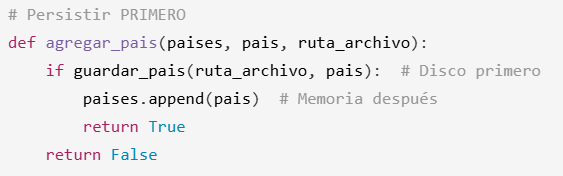 # Persistir PRIMERO
def agregar_pais(paises, pais, ruta_archivo):
    if guardar_pais(ruta_archivo, pais):  # Disco primero
        paises.append(pais)  # Memoria después
        return True
    return False